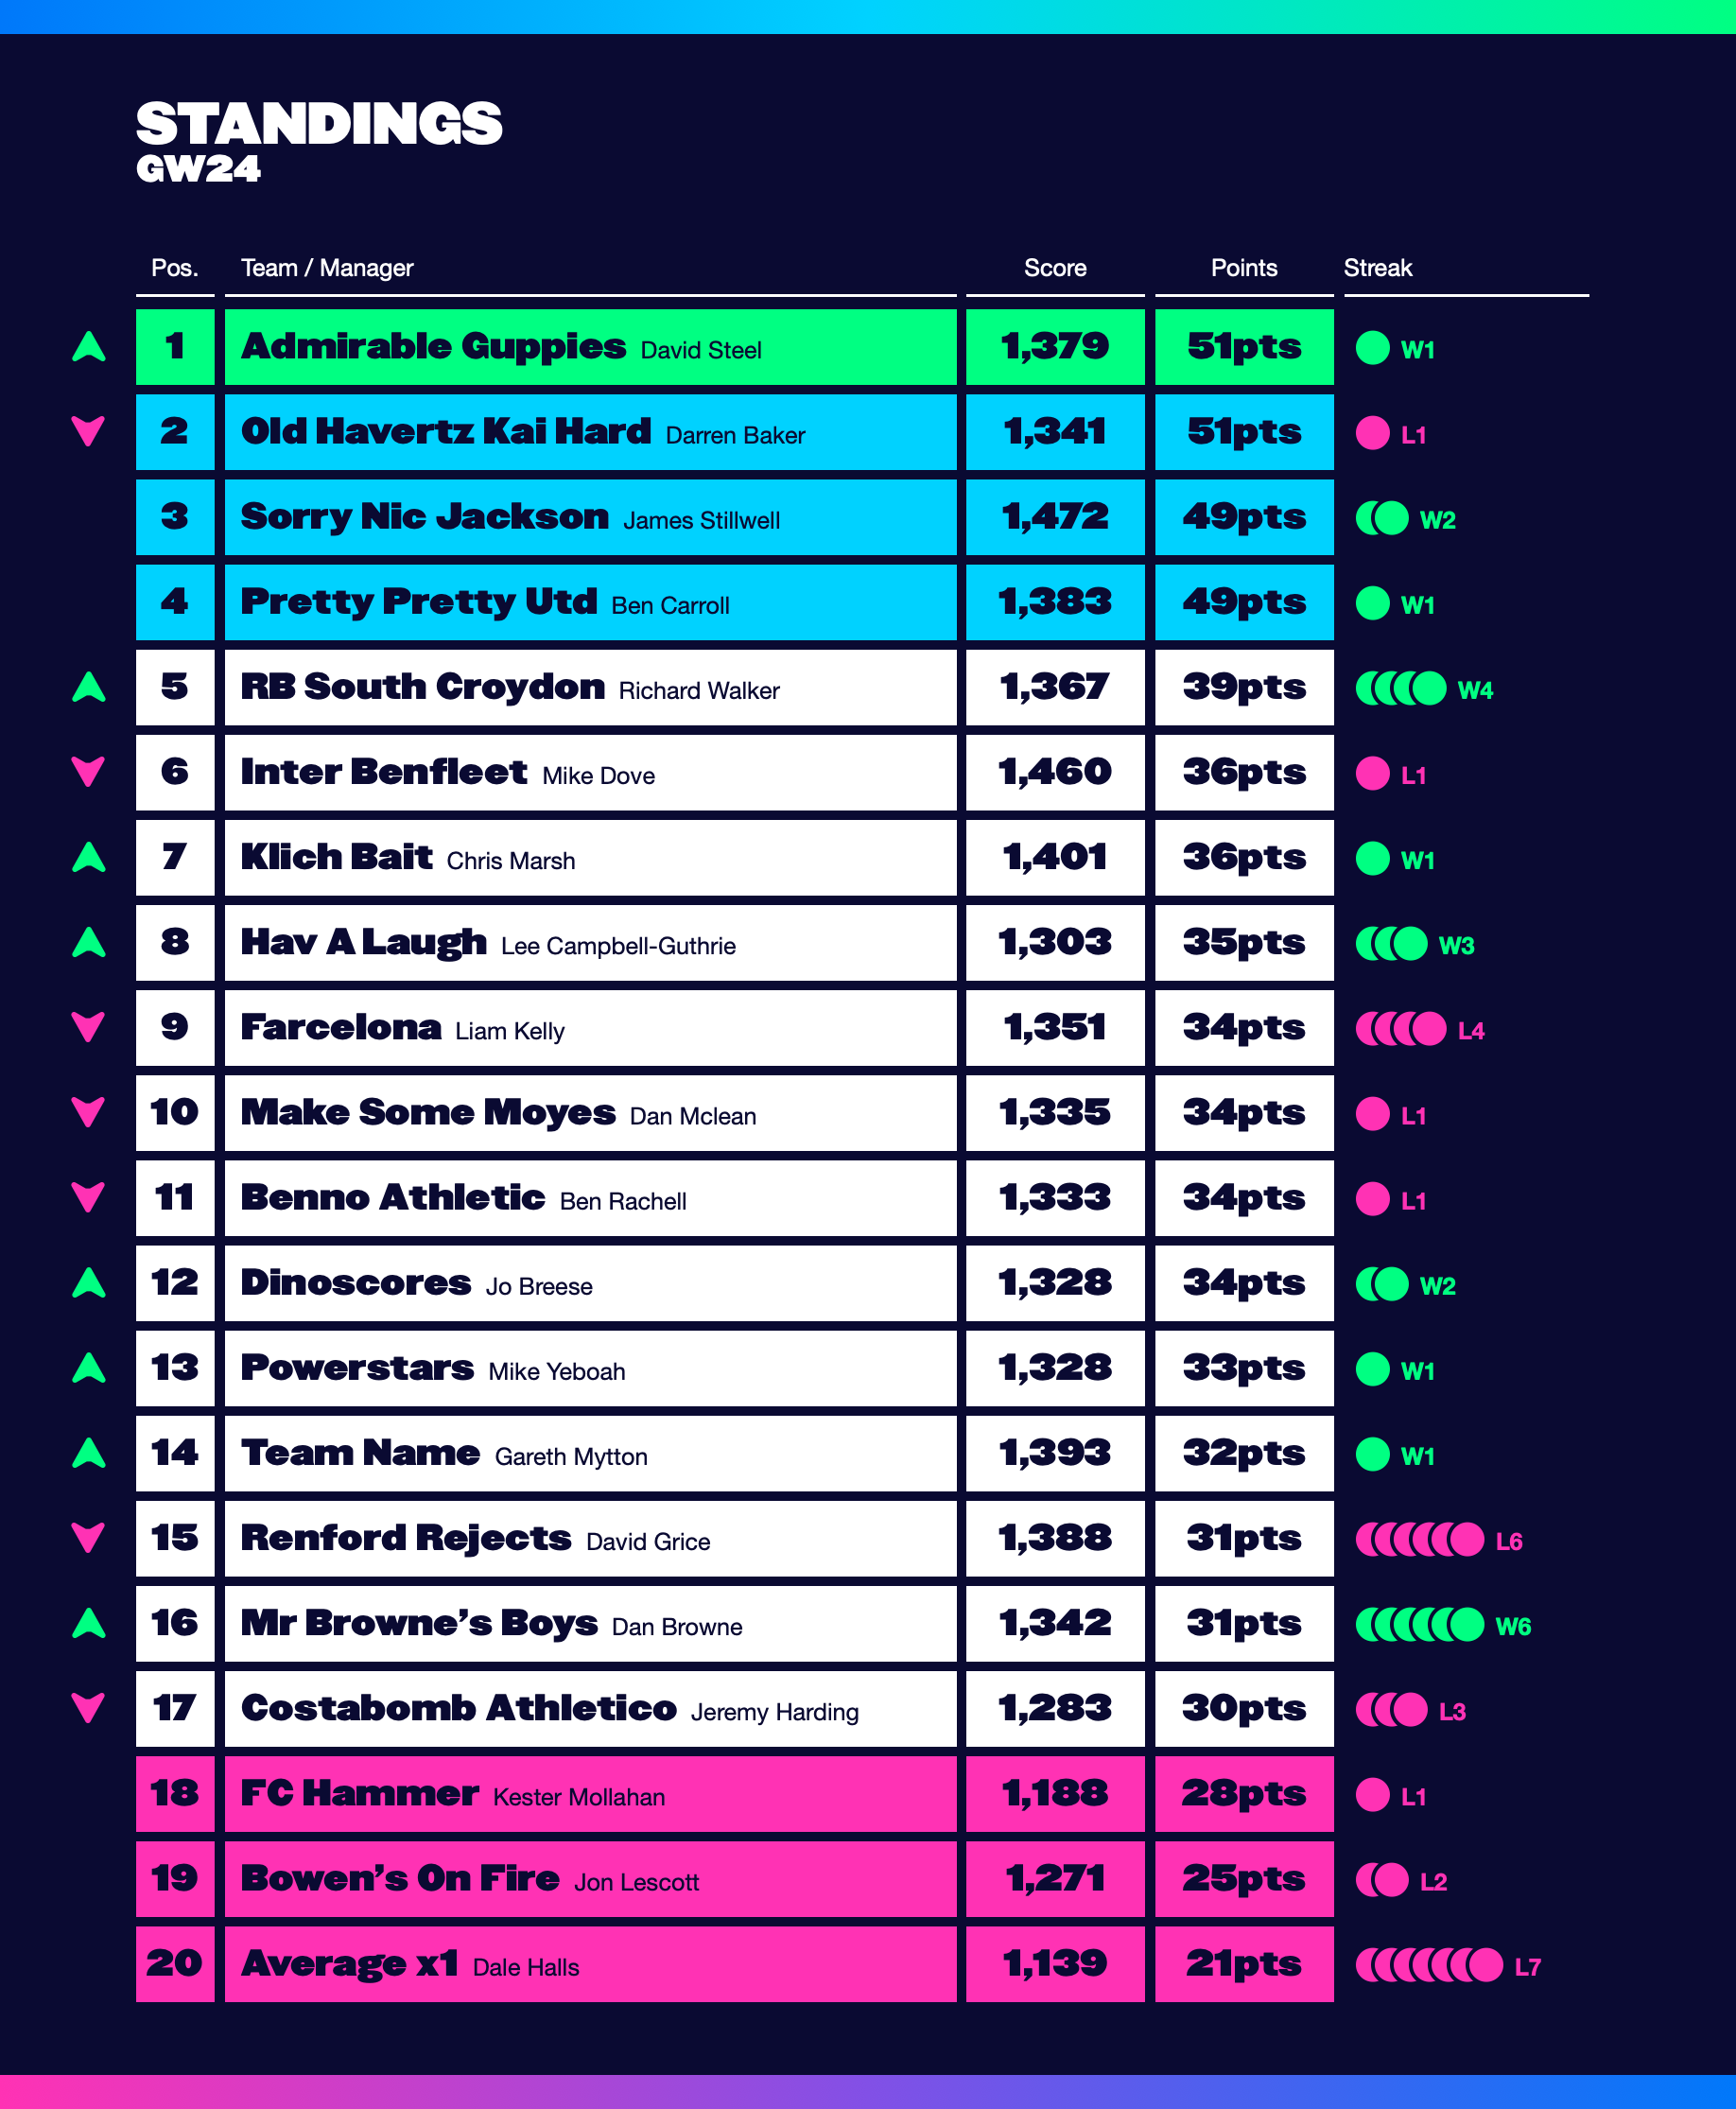 STANDINGS
GW24
Pos. Team / Manager Score Points Streak
1 Admirable Guppies David Steel 1,379 51pts W1
2 Old Havertz Kai Hard Darren Baker 1,341 51pts L1
3 Sorry Nic Jackson James Stillwell 1,472 49pts W2
4 Pretty Pretty Utd Ben Carroll 1,383 49pts W1
5 RB South Croydon Richard Walker 1,367 39pts W4
6 Inter Benfleet Mike Dove 1,460 36pts L1
7 Klich Bait Chris Marsh 1,401 36pts W1
8 Hav A Laugh Lee Campbell-Guthrie 1,303 35pts W3
9 Farcelona Liam Kelly 1,351 34pts L4
10 Make Some Moyes Dan Mclean 1,335 34pts L1
11 Benno Athletic Ben Rachell 1,333 34pts L1
12 Dinoscores Jo Breese 1,328 34pts W2
13 Powerstars Mike Yeboah 1,328 33pts W1
14 Team Name Gareth Mytton 1,393 32pts W1
15 Renford Rejects David Grice 1,388 31pts L6
16 Mr Browne’s Boys Dan Browne 1,342 31pts W6
17 Costabomb Athletico Jeremy Harding 1,283 30pts L3
18 FC Hammer Kester Mollahan 1,188 28pts L1
19 Bowen’s On Fire Jon Lescott 1,271 25pts L2
20 Average x1 Dale Halls 1,139 21pts L7